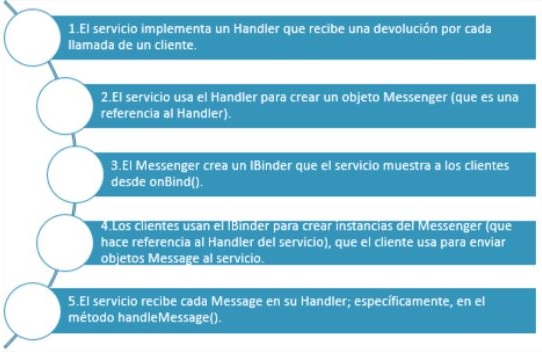 1.El servicio implementa un Handler que recibe una devolución por cada
llamada de un cliente.
2.El servicio usa el Handler para crear un objeto Messenger (que es una
referencia al Handler).
3.El Messenger crea un IBinder que el servicio muestra a los clientes
desde onBind().
4.Los clientes usan el IBinder para crear instancias del Messenger (que
hace referencia al Handler del servicio), que el cliente usa para enviar
objetos Message al servicio.
5.El servicio recibe cada Message en su Handler; específicamente, en el
método handleMessage().